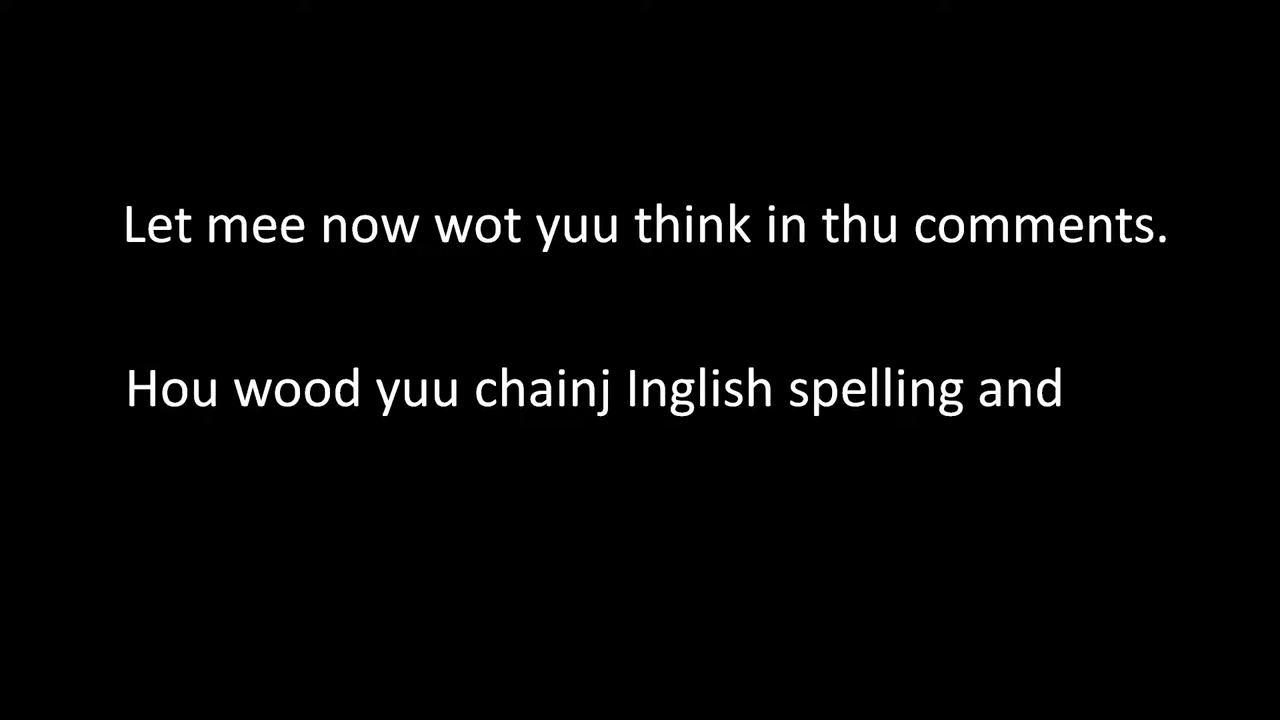 Let mee now wot yuu think in thu comments.
Hou wood yuu chainj Inglish spelling and